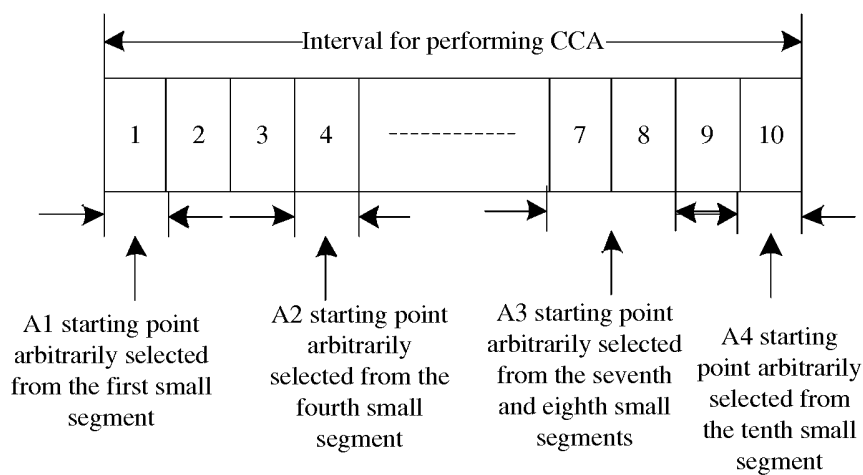 Interval for performing CCA
1 2 3 4 7 8 9 10
A1 starting point
arbitrarily selected
from the first small
segment
A2 starting point
arbitrarily
selected from the
fourth small
segment
A3 starting point
arbitrarily selected
from the seventh
and eighth small
segments
A4 starting
point arbitrarily
selected from
the tenth small
segment